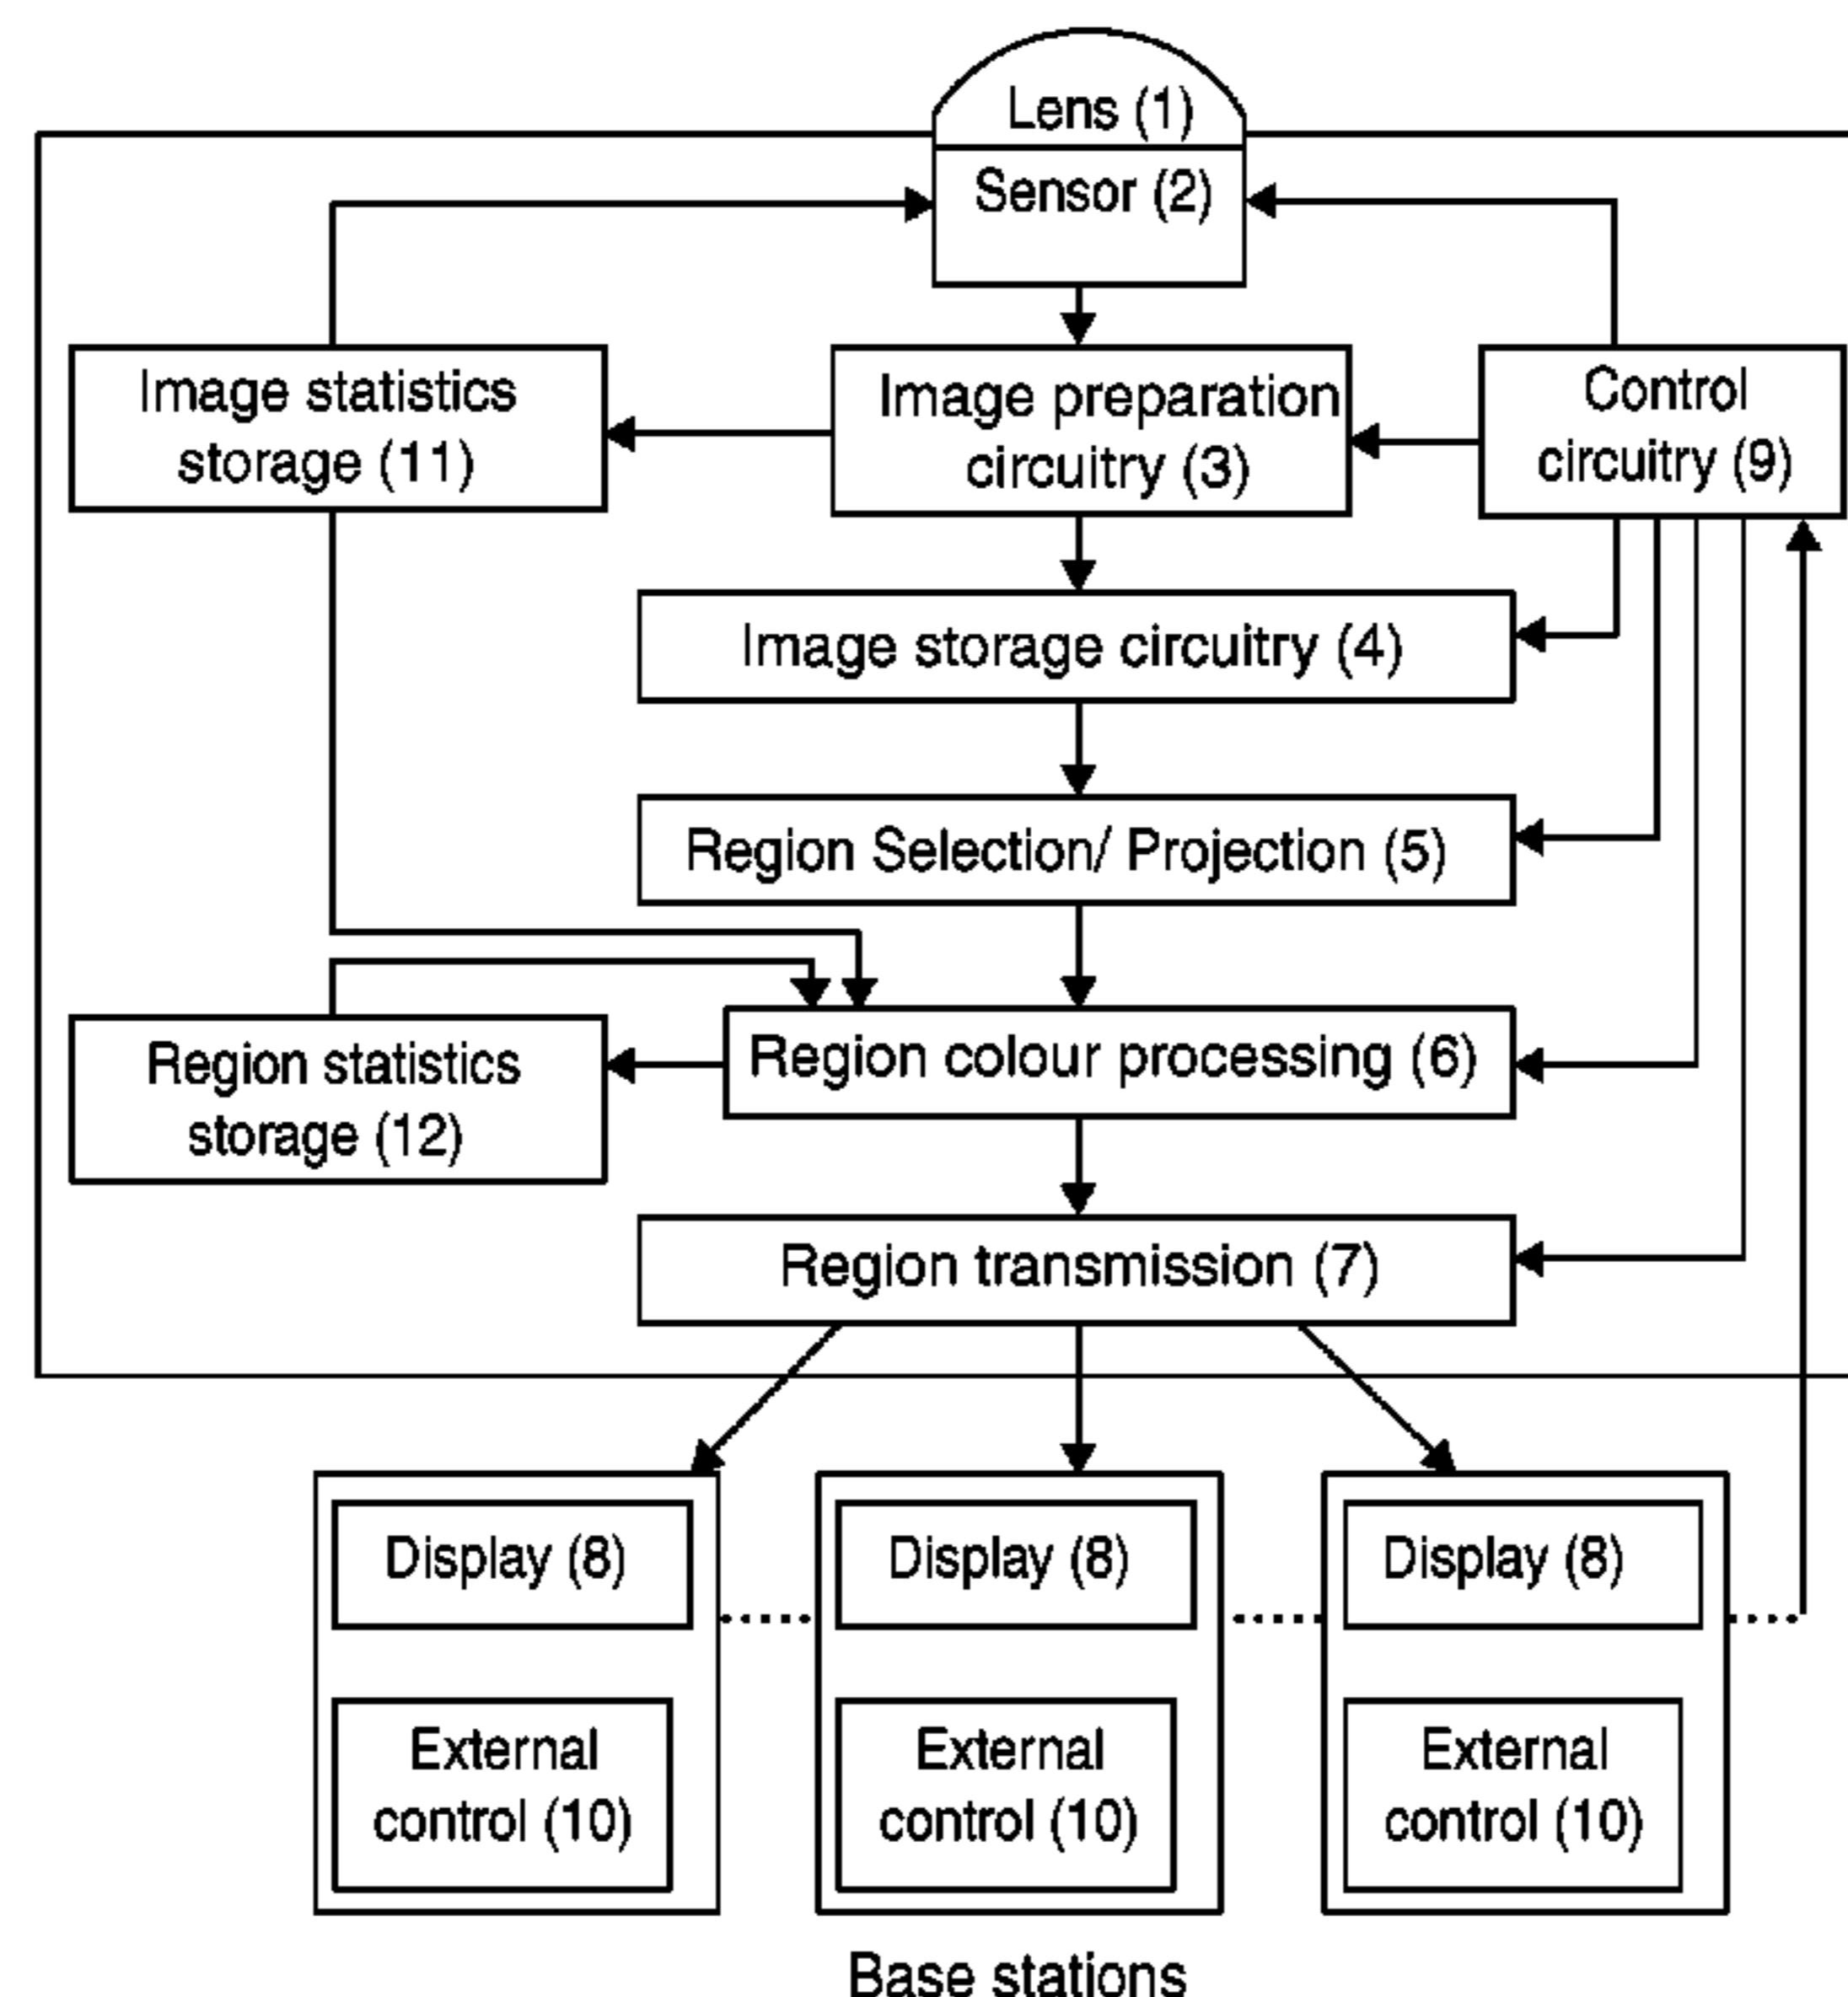 Lens (1)
Sensor (2)
Image statistics
storage (11)
Image preparation
circuitry (3)
Control
circuitry (9)
Image storage circuitry (4)
Region Selection/ Projection (5)
Region colour processing (6)
Region statistics
storage (12)
Region transmission (7)
Display (8)
Display (8)
Display (8)
External
control (10)
External
control (10)
External
control (10)
Base stations